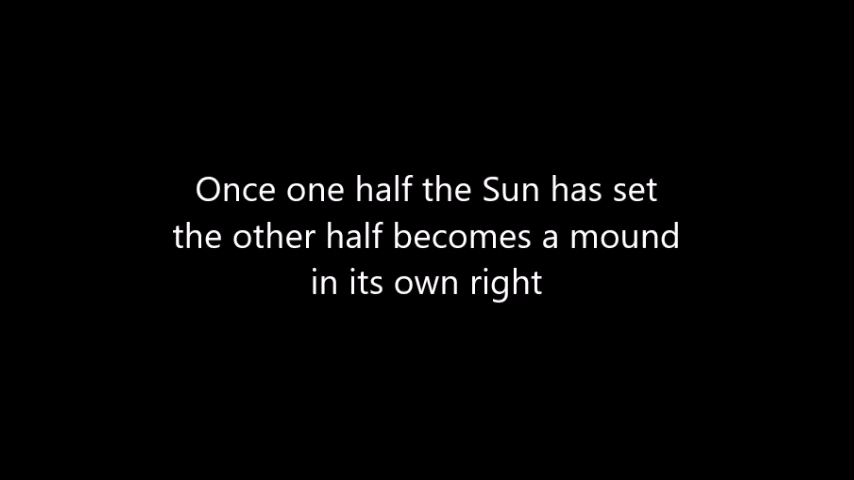 Once one half the Sun has set
the other half becomes a mound
in its own right